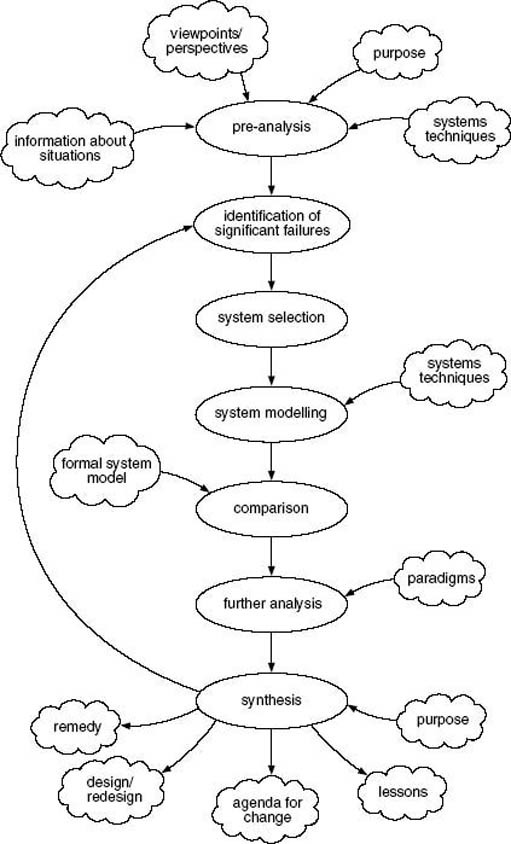 viewpoints/
perspectives
purpose
information about
situations
pre-analysis
systems
techniques
identification of
significant failures
system selection
systems
techniques
system modelling
formal system
model
comparison
paradigms
further analysis
synthesis
purpose
remedy
design/
redesign
agenda for
change
lessons